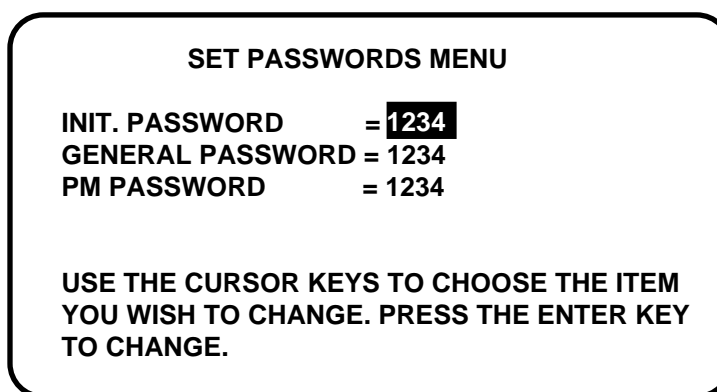 SET PASSWORDS MENU
INIT. PASSWORD = 1234
GENERAL PASSWORD = 1234
PM PASSWORD = 1234
USE THE CURSOR KEYS TO CHOOSE THE ITEM
YOU WISH TO CHANGE. PRESS THE ENTER KEY
TO CHANGE.